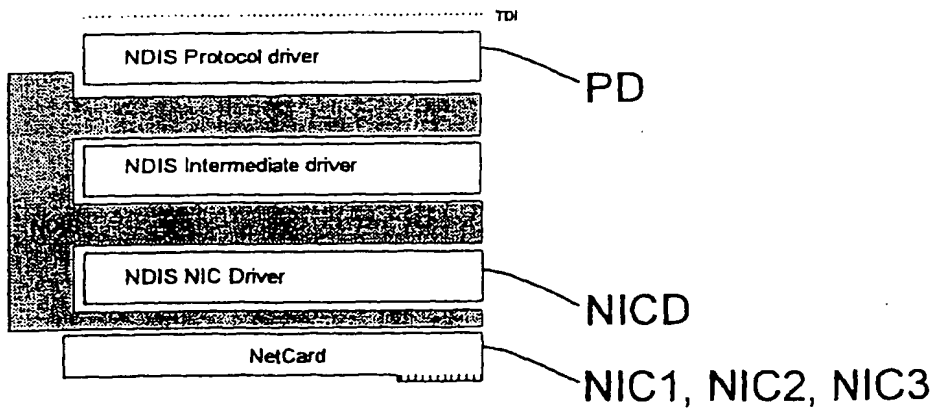 TDI
NDIS Protocol driver
PD
NDIS Intermediate driver
NDIS NIC Driver
NICD
NetCard
NIC1, NIC2, NIC3